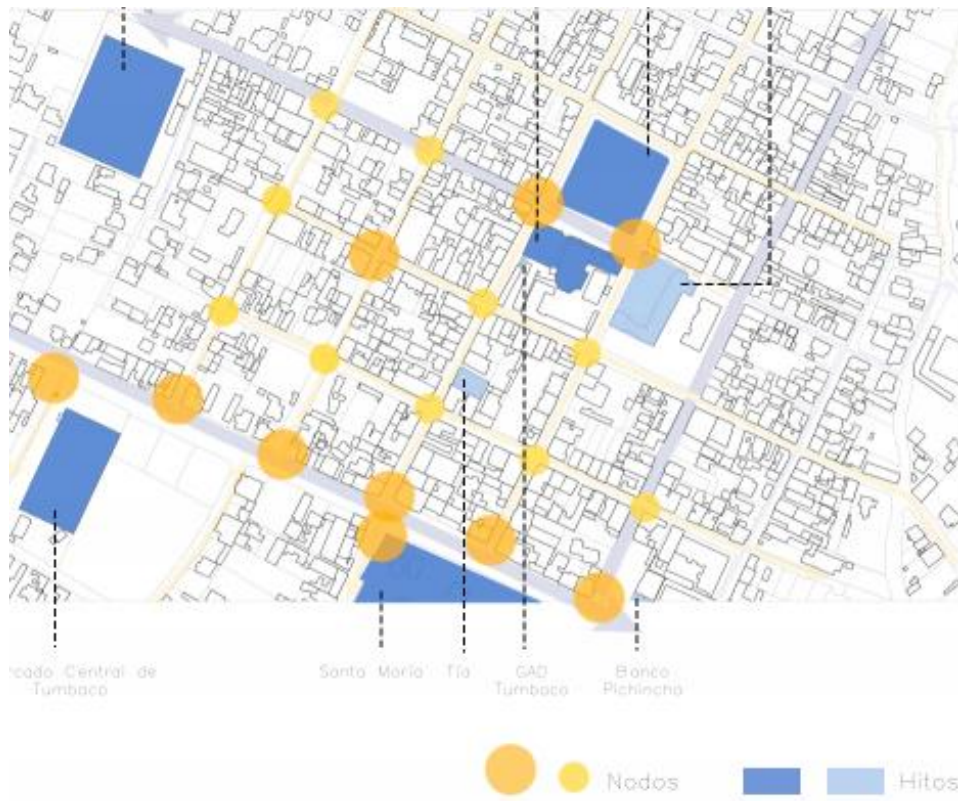 rcado Central de
Tumbaco
Santa María
Tía
GAD
Tumbaco
Banco
Pichincha
Nodos
Hitos